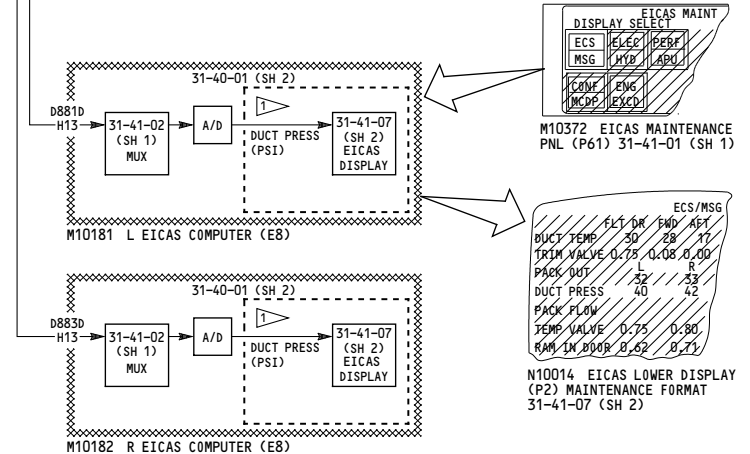 EICAS MAINT
DISPLAY SELECT
ECS ELEC PERF
MSG HYD APU
CONF ENG
MCDP EXCD
M10372 EICAS MAINTENANCE
PNL (P61) 31-41-01 (SH 1)
31-40-01 (SH 2)
D881D
H13
31-41-02
(SH 1)
MUX
A/D
1
DUCT PRESS
(PSI)
31-41-07
(SH 2)
EICAS
DISPLAY
M10181 L EICAS COMPUTER (E8)
ECS/MSG
FLT DR FWD AFT
DUCT TEMP 30 28 17
TRIM VALVE 0.75 0.08 0.00
L R
PACK OUT 32 33
DUCT PRESS 40 42
PACK FLOW
TEMP VALVE 0.75 0.80
RAM IN DOOR 0.62 0.71
N10014 EICAS LOWER DISPLAY
(P2) MAINTENANCE FORMAT
31-41-07 (SH 2)
31-40-01 (SH 2)
D883D
H13
31-41-02
(SH 1)
MUX
A/D
1
DUCT PRESS
(PSI)
31-41-07
(SH 2)
EICAS
DISPLAY
M10182 R EICAS COMPUTER (E8)